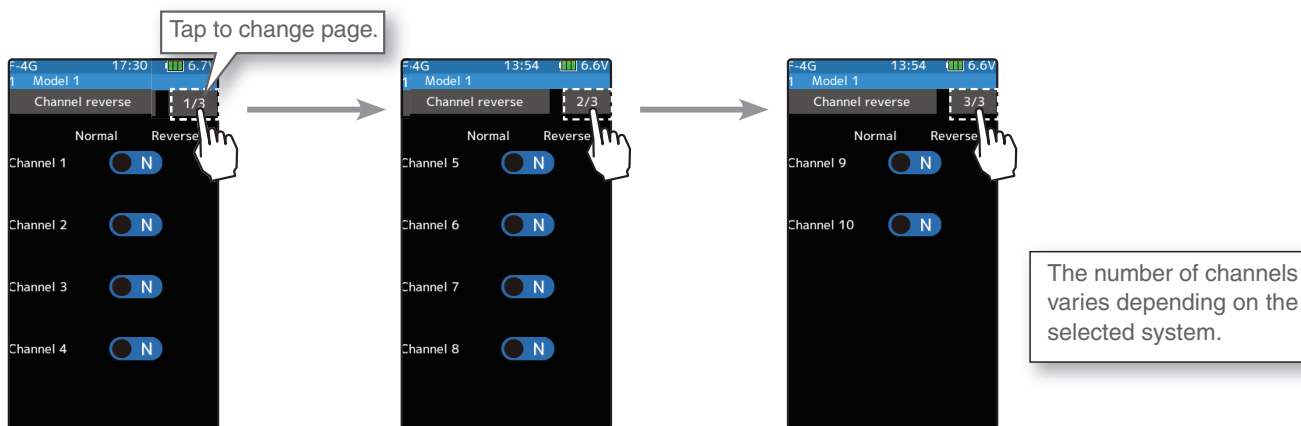 Tap to change page.
F-4G 17:30 6.7V
1 Model 1
Channel reverse 1/3
Normal Reverse
Channel 1 N
Channel 2 N
Channel 3 N
Channel 4 N
F-4G 13:54 6.6V
1 Model 1
Channel reverse 2/3
Normal Reverse
Channel 5 N
Channel 6 N
Channel 7 N
Channel 8 N
F-4G 13:54 6.6V
1 Model 1
Channel reverse 3/3
Normal Reverse
Channel 9 N
Channel 10 N
The number of channels
varies depending on the
selected system.